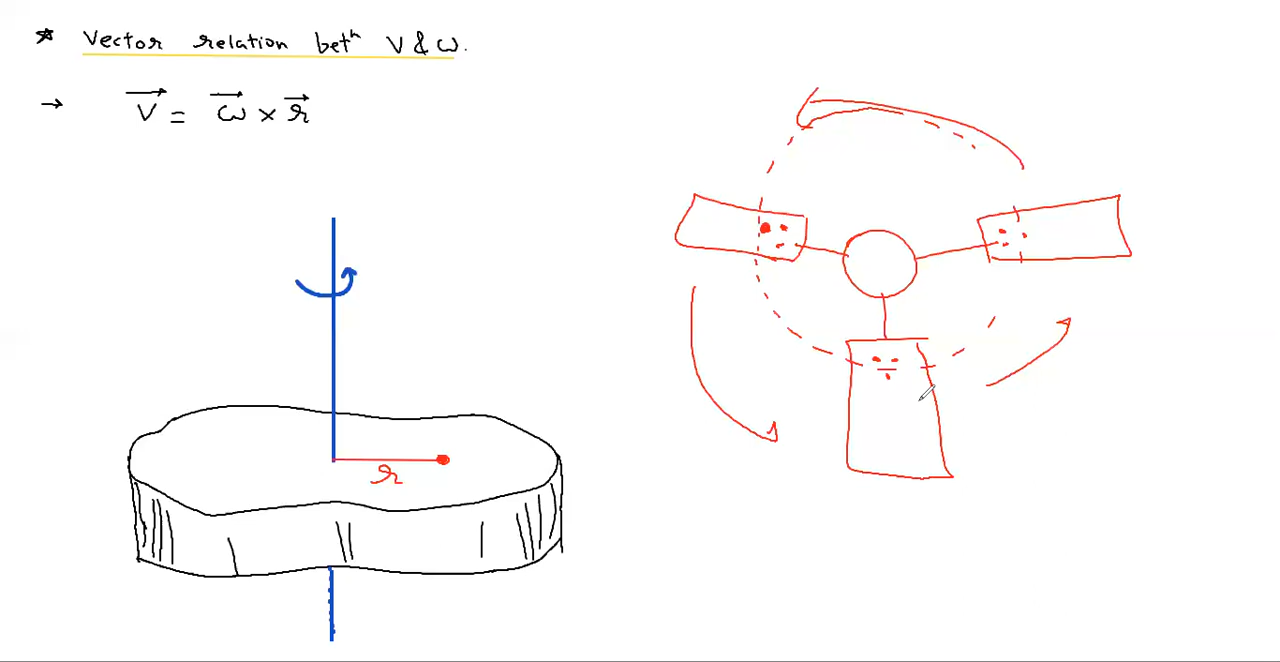 * Vector relation betⁿ V & ω.
→ V⃗ = ω⃗ × r⃗
r